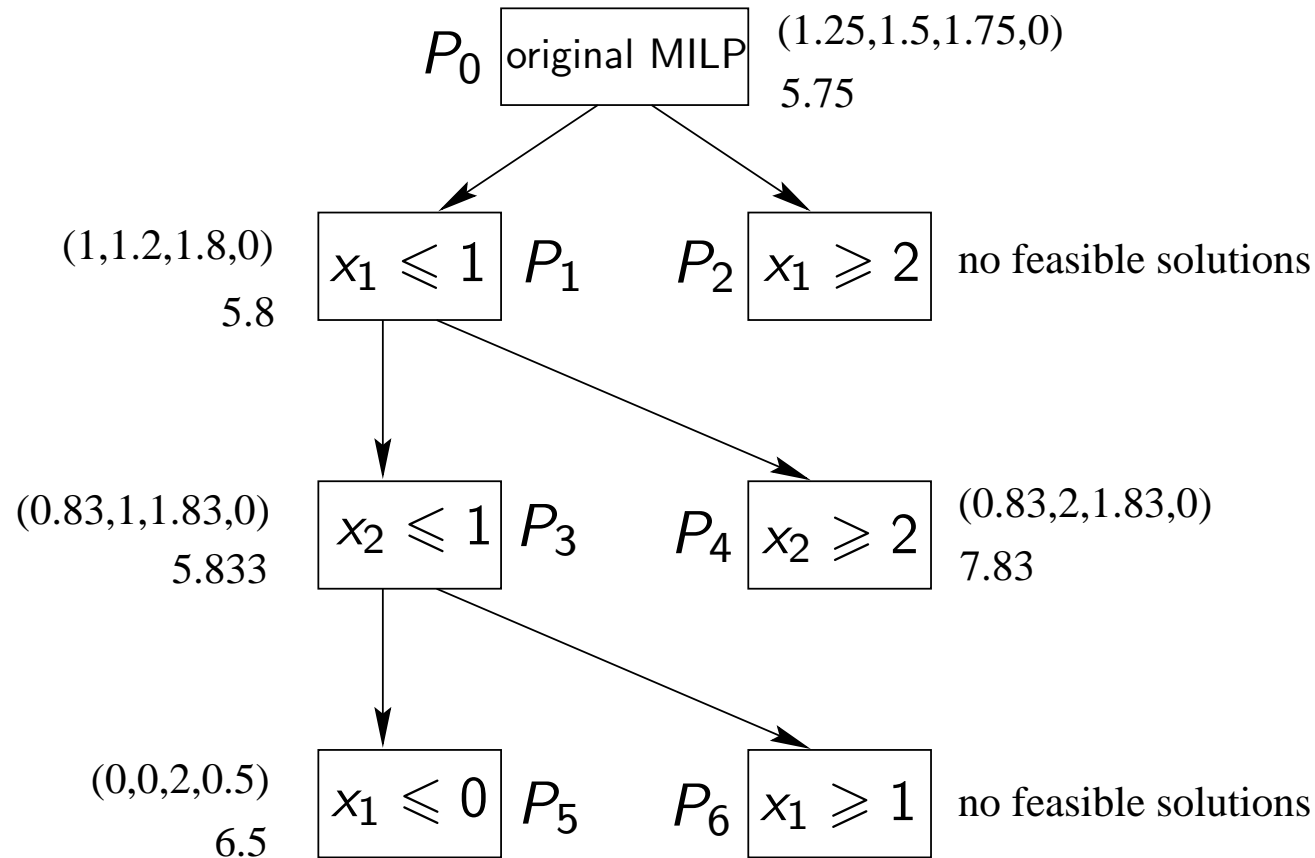 P₀ original MILP (1.25,1.5,1.75,0)
5.75
(1,1.2,1.8,0)
5.8
x₁ ⩽ 1 P₁
P₂ x₁ ⩾ 2 no feasible solutions
(0.83,1,1.83,0)
5.833
x₂ ⩽ 1 P₃
P₄ x₂ ⩾ 2
(0.83,2,1.83,0)
7.83
(0,0,2,0.5)
6.5
x₁ ⩽ 0 P₅
P₆ x₁ ⩾ 1 no feasible solutions